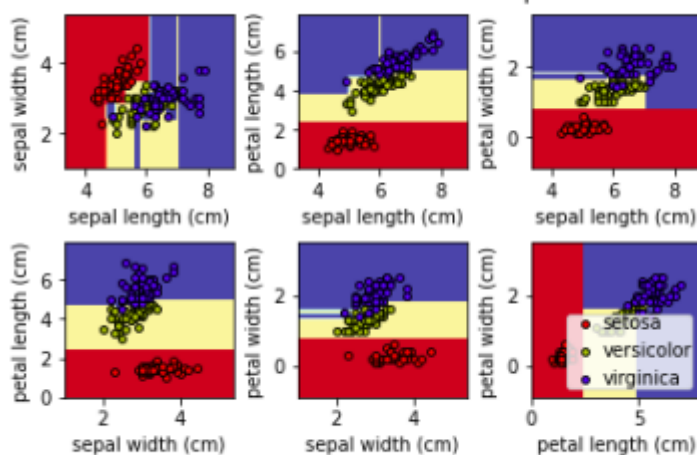 sepal width (cm)
4
2
4
6
8
sepal length (cm)
petal length (cm)
6
4
2
0
4
6
8
sepal length (cm)
petal width (cm)
2
0
4
6
8
sepal length (cm)
petal length (cm)
6
4
2
0
2
4
sepal width (cm)
petal width (cm)
2
0
2
4
sepal width (cm)
petal width (cm)
2
0
0
5
petal length (cm)
setosa
versicolor
virginica